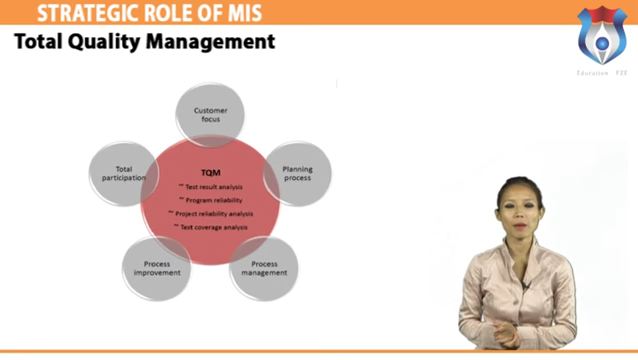 STRATEGIC ROLE OF MIS
Total Quality Management
Education FZE
Customer
focus
Total
participation
TQM
~ Test result analysis
~ Program reliability
~ Project reliability analysis
~ Test coverage analysis
Planning
process
Process
improvement
Process
management